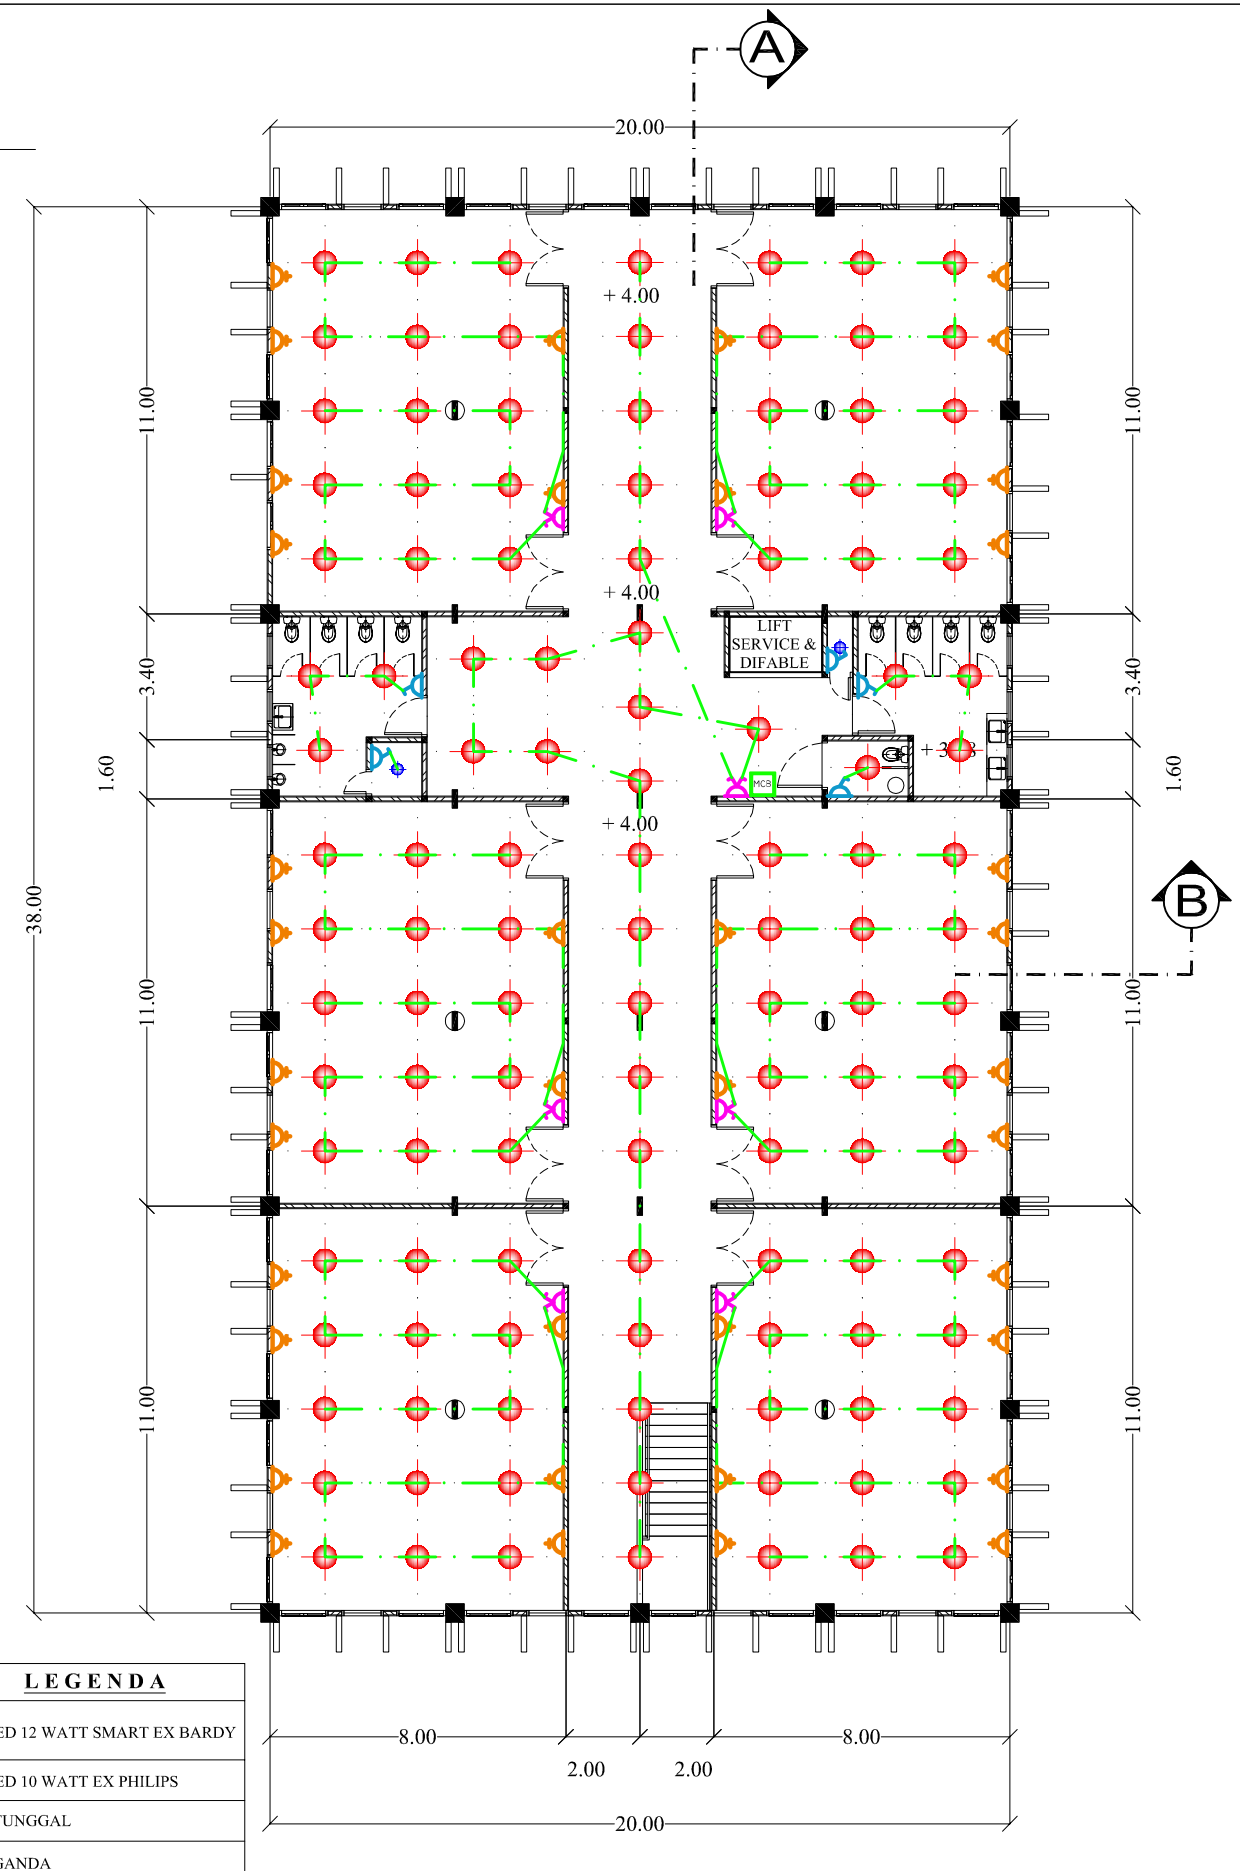 A
20.00
+ 4.00
11.00
11.00
+ 4.00
LIFT
SERVICE &
DIFABLE
3.40
3.40
1.60
1.60
MCB
+ 4.00
38.00
B
11.00
11.00
11.00
11.00
LEGENDA
ED 12 WATT SMART EX BARDY
ED 10 WATT EX PHILIPS
TUNGGAL
GANDA
8.00
2.00
2.00
8.00
20.00